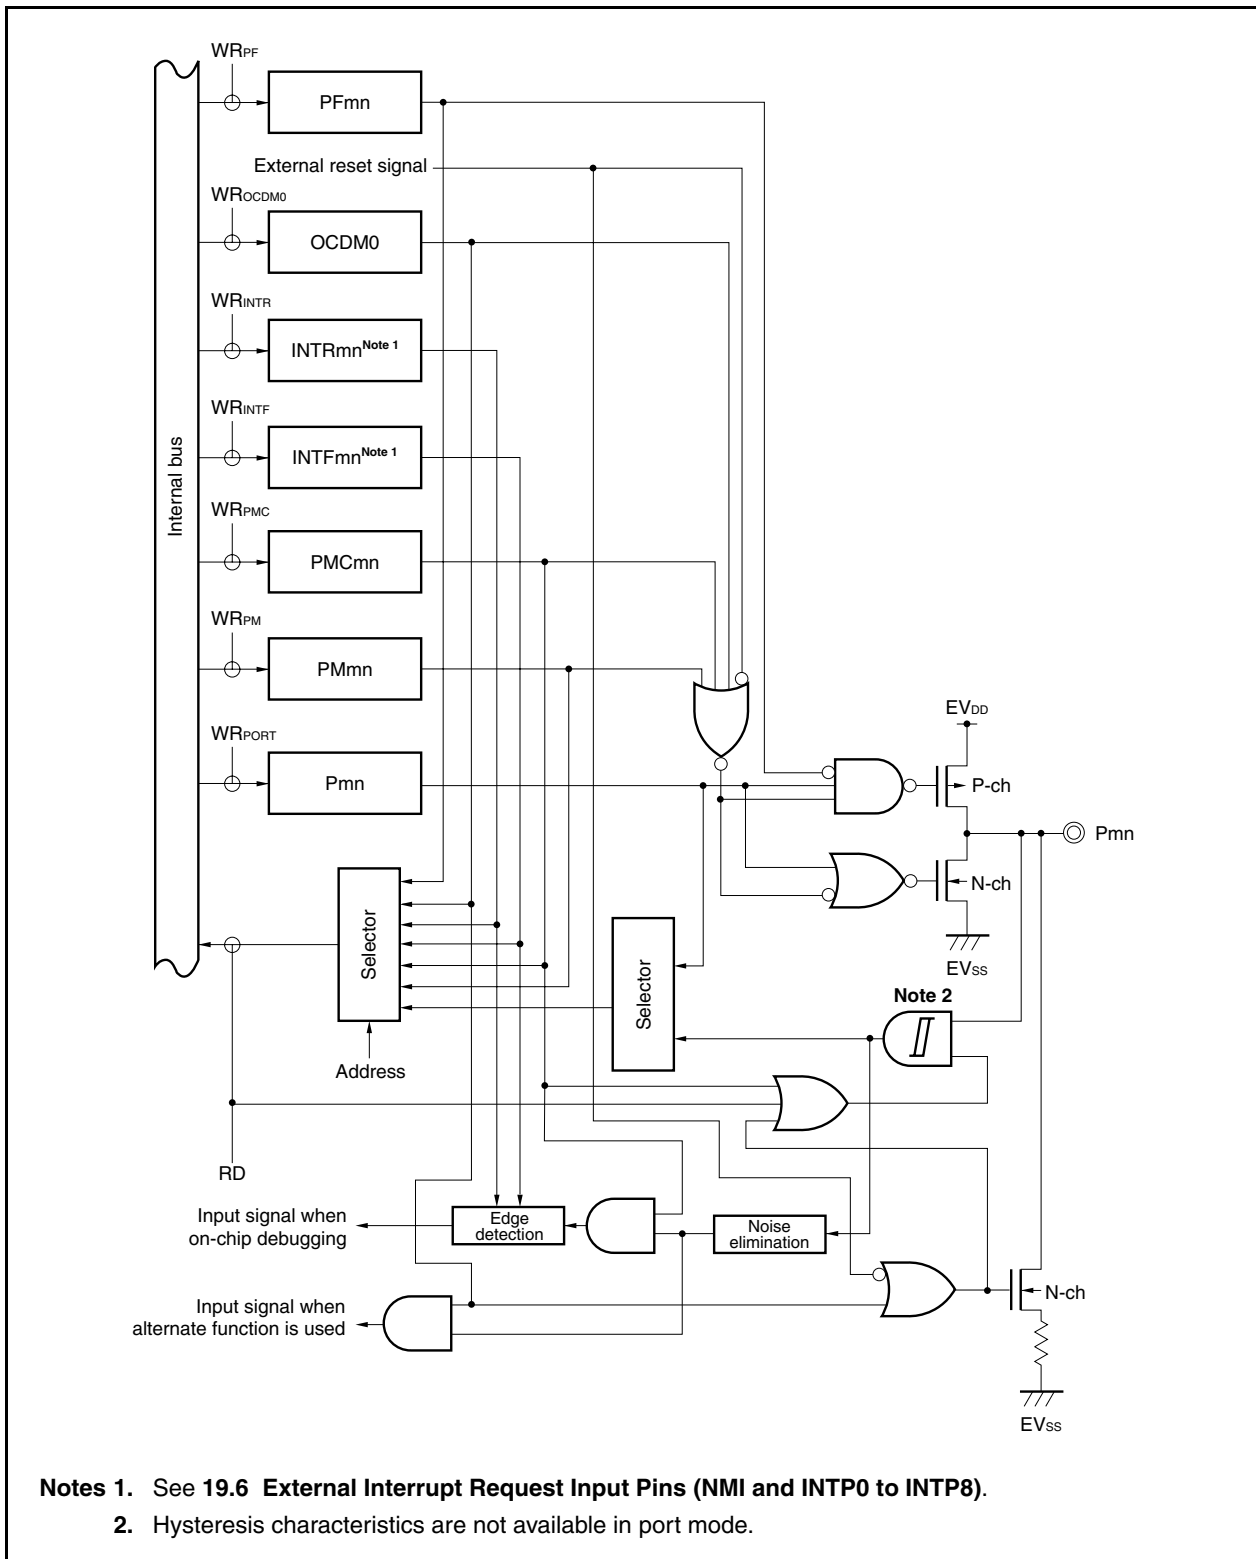 WRPF
PFmn
External reset signal
WROCDM0
OCDM0
WRINTR
INTRmnNote 1
WRINTF
INTFmnNote 1
Internal bus
WRPMC
PMCmn
WRPM
PMmn
EVDD
WRPORT
Pmn
P-ch
Pmn
N-ch
Selector
Selector
EVSS
Note 2
Address
RD
Input signal when
on-chip debugging
Edge
detection
Noise
elimination
N-ch
Input signal when
alternate function is used
EVSS
Notes 1. See 19.6 External Interrupt Request Input Pins (NMI and INTP0 to INTP8).
2. Hysteresis characteristics are not available in port mode.